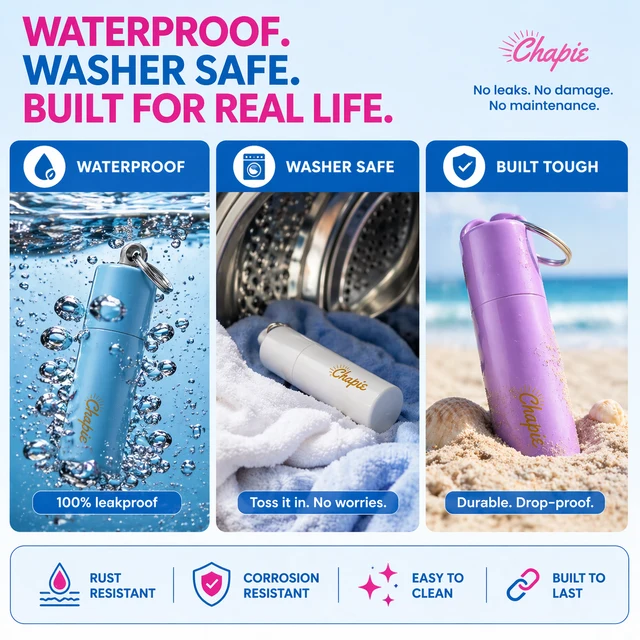 WATERPROOF.
WASHER SAFE.
BUILT FOR REAL LIFE.
Chapie
No leaks. No damage.
No maintenance.
WATERPROOF
WASHER SAFE
BUILT TOUGH
Chapie
Chapie
Chapie
100% leakproof
Toss it in. No worries.
Durable. Drop-proof.
RUST
RESISTANT
CORROSION
RESISTANT
EASY TO
CLEAN
BUILT TO
LAST